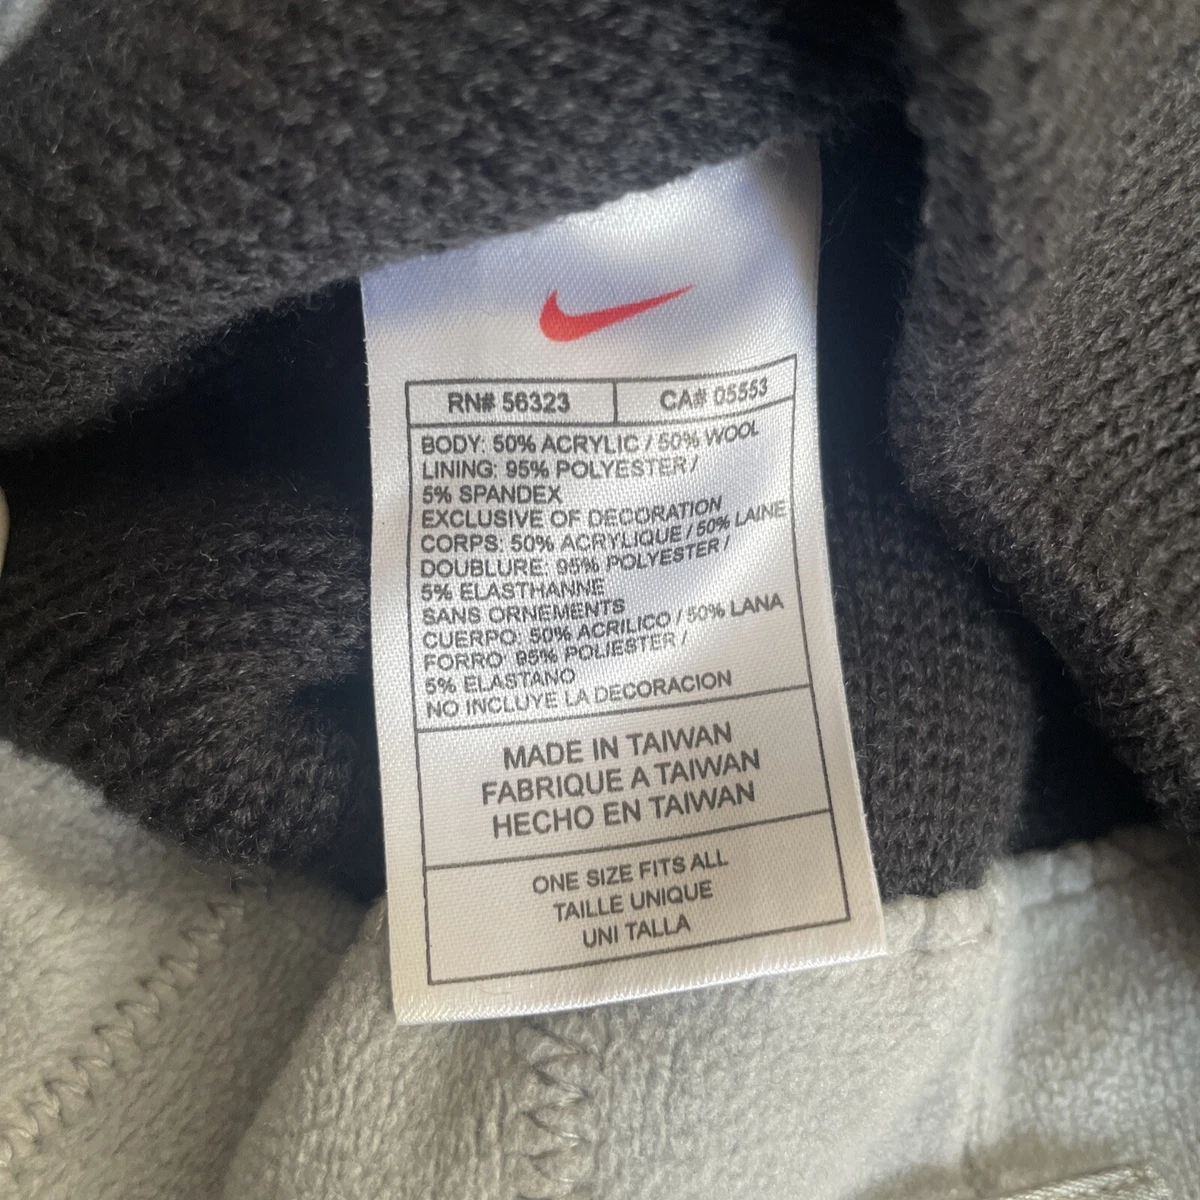 RN# 56323 CA# 05553
BODY: 50% ACRYLIC / 50% WOOL
LINING: 95% POLYESTER /
5% SPANDEX
EXCLUSIVE OF DECORATION
CORPS: 50% ACRYLIQUE / 50% LAINE
DOUBLURE: 95% POLYESTER /
5% ELASTHANNE
SANS ORNEMENTS
CUERPO: 50% ACRILICO / 50% LANA
FORRO: 95% POLIESTER /
5% ELASTANO
NO INCLUYE LA DECORACION
MADE IN TAIWAN
FABRIQUE A TAIWAN
HECHO EN TAIWAN
ONE SIZE FITS ALL
TAILLE UNIQUE
UNI TALLA